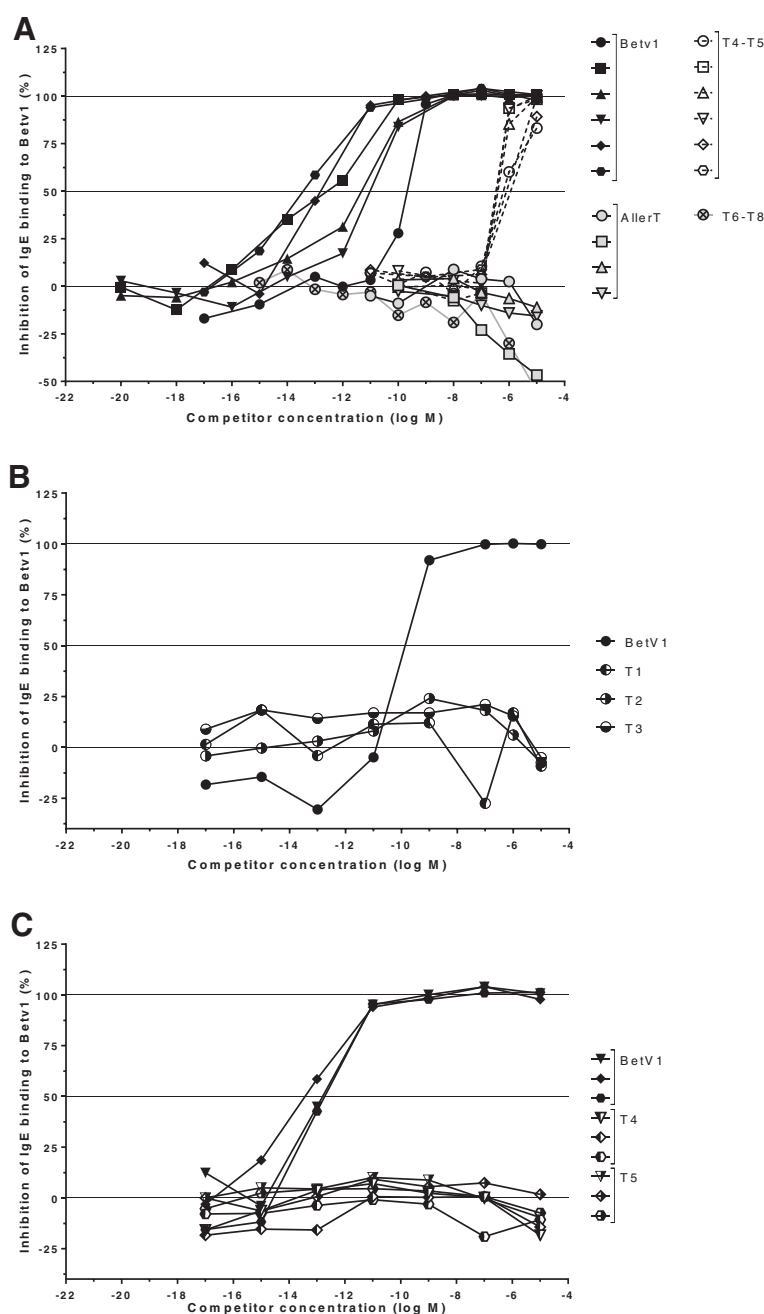 A
125
100
75
50
25
0
-25
-50
-22 -20 -18 -16 -14 -12 -10 -8 -6 -4
Inhibition of IgE binding to Betv1 (%)
Competitor concentration (log M)
Betv1
T4-T5
AllerT
T6-T8
B
125
100
75
50
25
0
-25
-22 -20 -18 -16 -14 -12 -10 -8 -6 -4
Inhibition of IgE binding to Betv1 (%)
Competitor concentration (log M)
BetV1
T1
T2
T3
C
125
100
75
50
25
0
-25
-22 -20 -18 -16 -14 -12 -10 -8 -6 -4
Inhibition of IgE binding to Betv1 (%)
Competitor concentration (log M)
BetV1
T4
T5